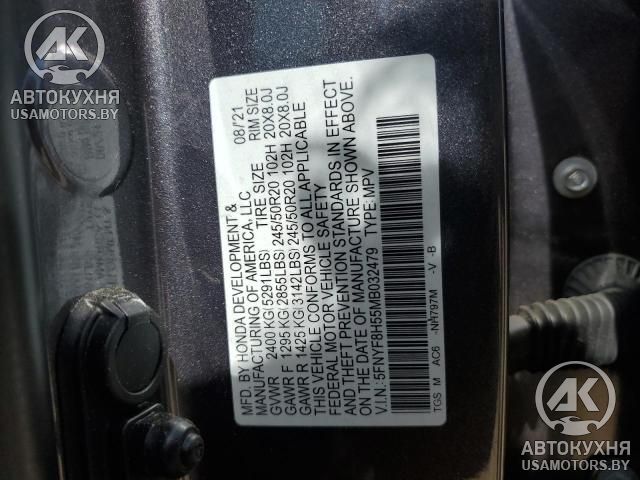 AK
АВТОКУХНЯ
USAMOTORS.BY
MFD. BY HONDA DEVELOPMENT &
MANUFACTURING OF AMERICA, LLC 08/21
GVWR 2400 KG(5291LBS) TIRE SIZE RIM SIZE
GAWR F 1295 KG(2855LBS) 245/50R20 102H 20X8.0J
GAWR R 1425 KG(3142LBS) 245/50R20 102H 20X8.0J
THIS VEHICLE CONFORMS TO ALL APPLICABLE
FEDERAL MOTOR VEHICLE SAFETY
AND THEFT PREVENTION STANDARDS IN EFFECT
ON THE DATE OF MANUFACTURE SHOWN ABOVE.
V.I.N.: 5FNYF8H55MB032479 TYPE: MPV
TGS M AC6 -NH797M -V -B
AK
АВТОКУХНЯ
USAMOTORS.BY